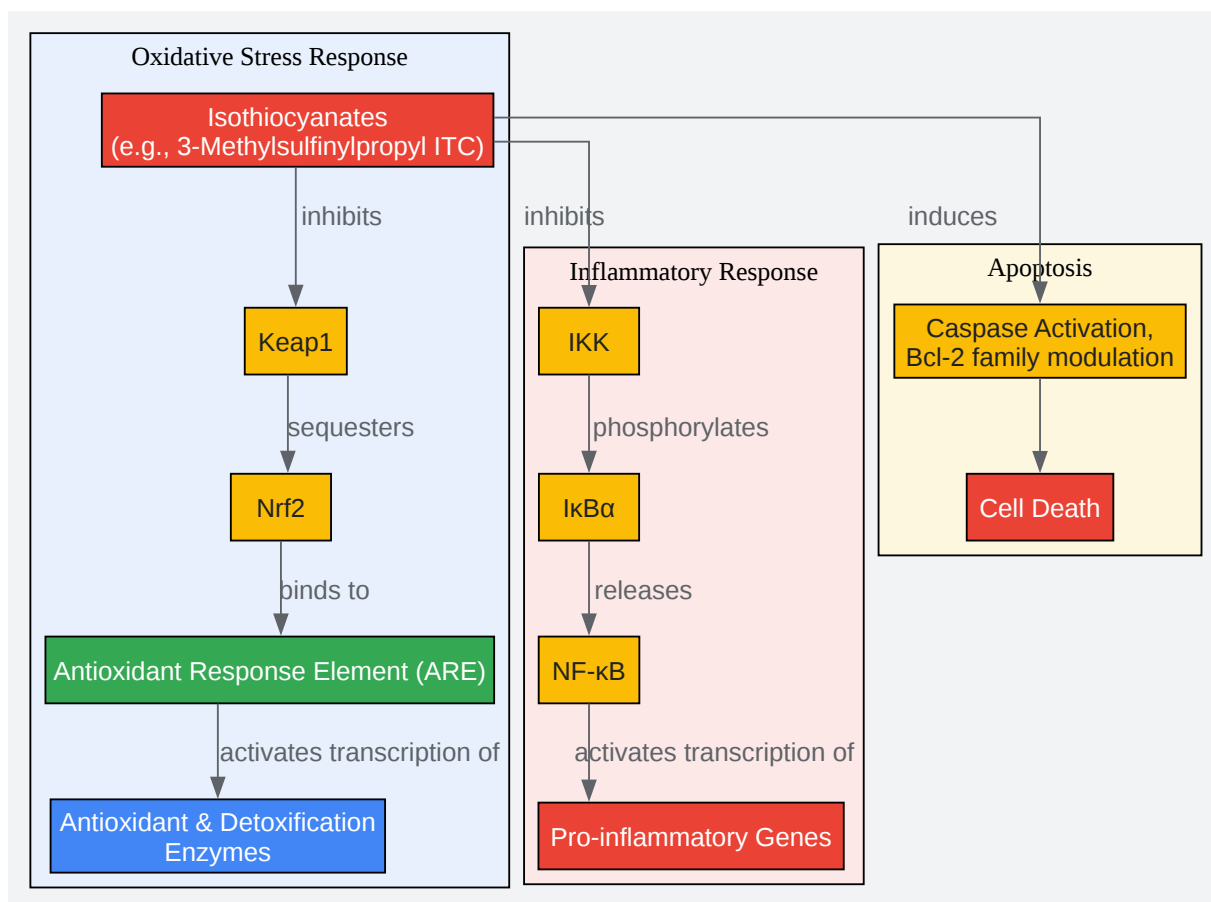 Oxidative Stress Response
Isothiocyanates
(e.g., 3-Methylsulfinylpropyl ITC)
inhibits
Keap1
sequesters
Nrf2
binds to
Antioxidant Response Element (ARE)
activates transcription of
Antioxidant & Detoxification
Enzymes
inhibits
Inflammatory Response
IKK
phosphorylates
IκBα
releases
NF-κB
activates transcription of
Pro-inflammatory Genes
induces
Apoptosis
Caspase Activation,
Bcl-2 family modulation
Cell Death